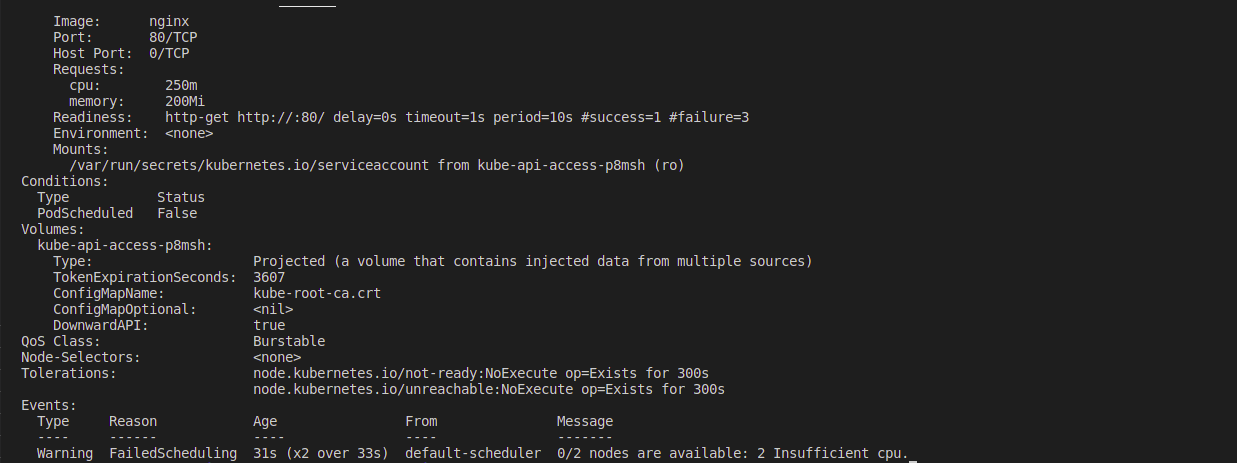 Image: nginx
Port: 80/TCP
Host Port: 0/TCP
Requests:
cpu: 250m
memory: 200Mi
Readiness: http-get http://:80/ delay=0s timeout=1s period=10s #success=1 #failure=3
Environment: <none>
Mounts:
/var/run/secrets/kubernetes.io/serviceaccount from kube-api-access-p8msh (ro)
Conditions:
Type Status
PodScheduled False
Volumes:
kube-api-access-p8msh:
Type: Projected (a volume that contains injected data from multiple sources)
TokenExpirationSeconds: 3607
ConfigMapName: kube-root-ca.crt
ConfigMapOptional: <nil>
DownwardAPI: true
QoS Class: Burstable
Node-Selectors: <none>
Tolerations: node.kubernetes.io/not-ready:NoExecute op=Exists for 300s
node.kubernetes.io/unreachable:NoExecute op=Exists for 300s
Events:
Type Reason Age From Message
---- ------ ---- ---- -------
Warning FailedScheduling 31s (x2 over 33s) default-scheduler 0/2 nodes are available: 2 Insufficient cpu.